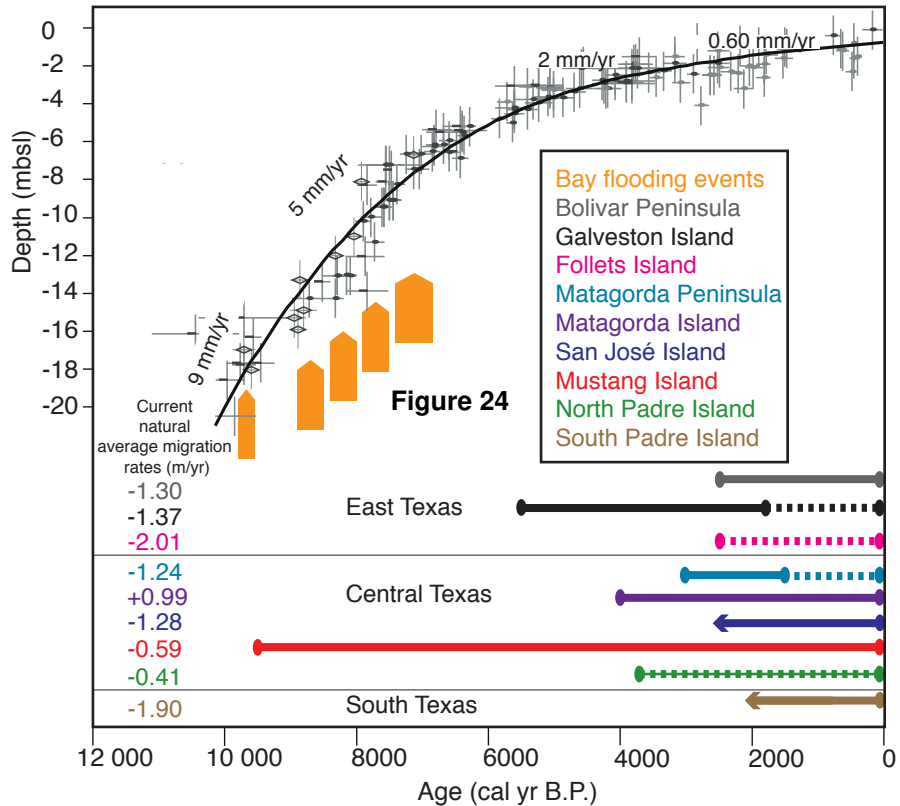 0
-2
-4
-6
-8
-10
-12
-14
-16
-18
-20
Depth (mbsl)
9 mm/yr
5 mm/yr
2 mm/yr
0.60 mm/yr
Bay flooding events
Bolivar Peninsula
Galveston Island
Follets Island
Matagorda Peninsula
Matagorda Island
San José Island
Mustang Island
North Padre Island
South Padre Island
Figure 24
Current
natural
average migration
rates (m/yr)
-1.30
-1.37
-2.01
East Texas
-1.24
+0.99
-1.28
-0.59
-0.41
Central Texas
-1.90
South Texas
12 000
10 000
8000
6000
4000
2000
0
Age (cal yr B.P.)